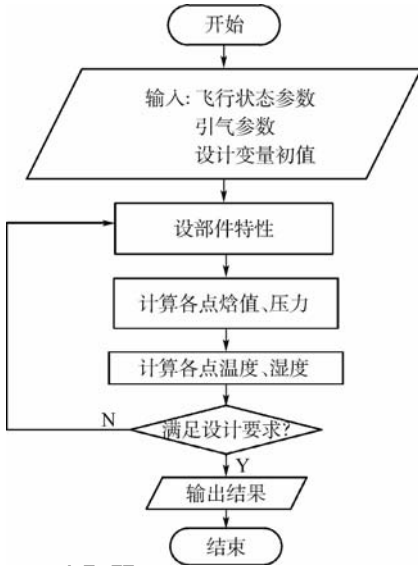 开始
输入: 飞行状态参数
引气参数
设计变量初值
设部件特性
计算各点焓值、压力
计算各点温度、湿度
N
满足设计要求?
Y
输出结果
结束